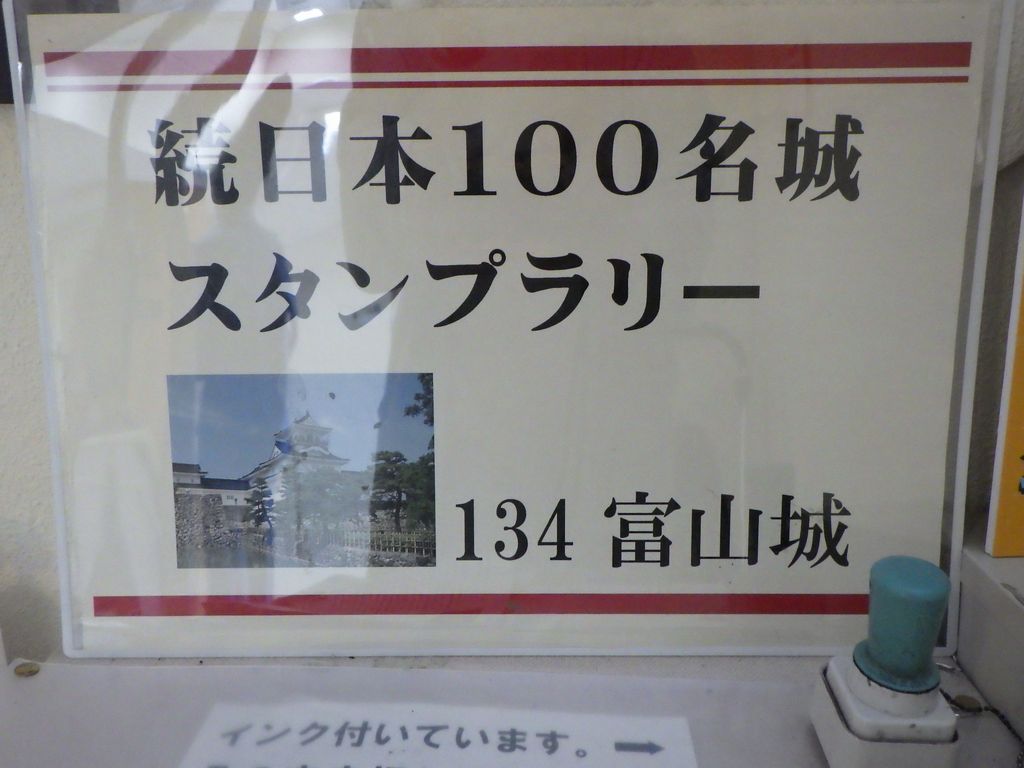 続日本100名城
スタンプラリー
134 富山城
インク付いています。→